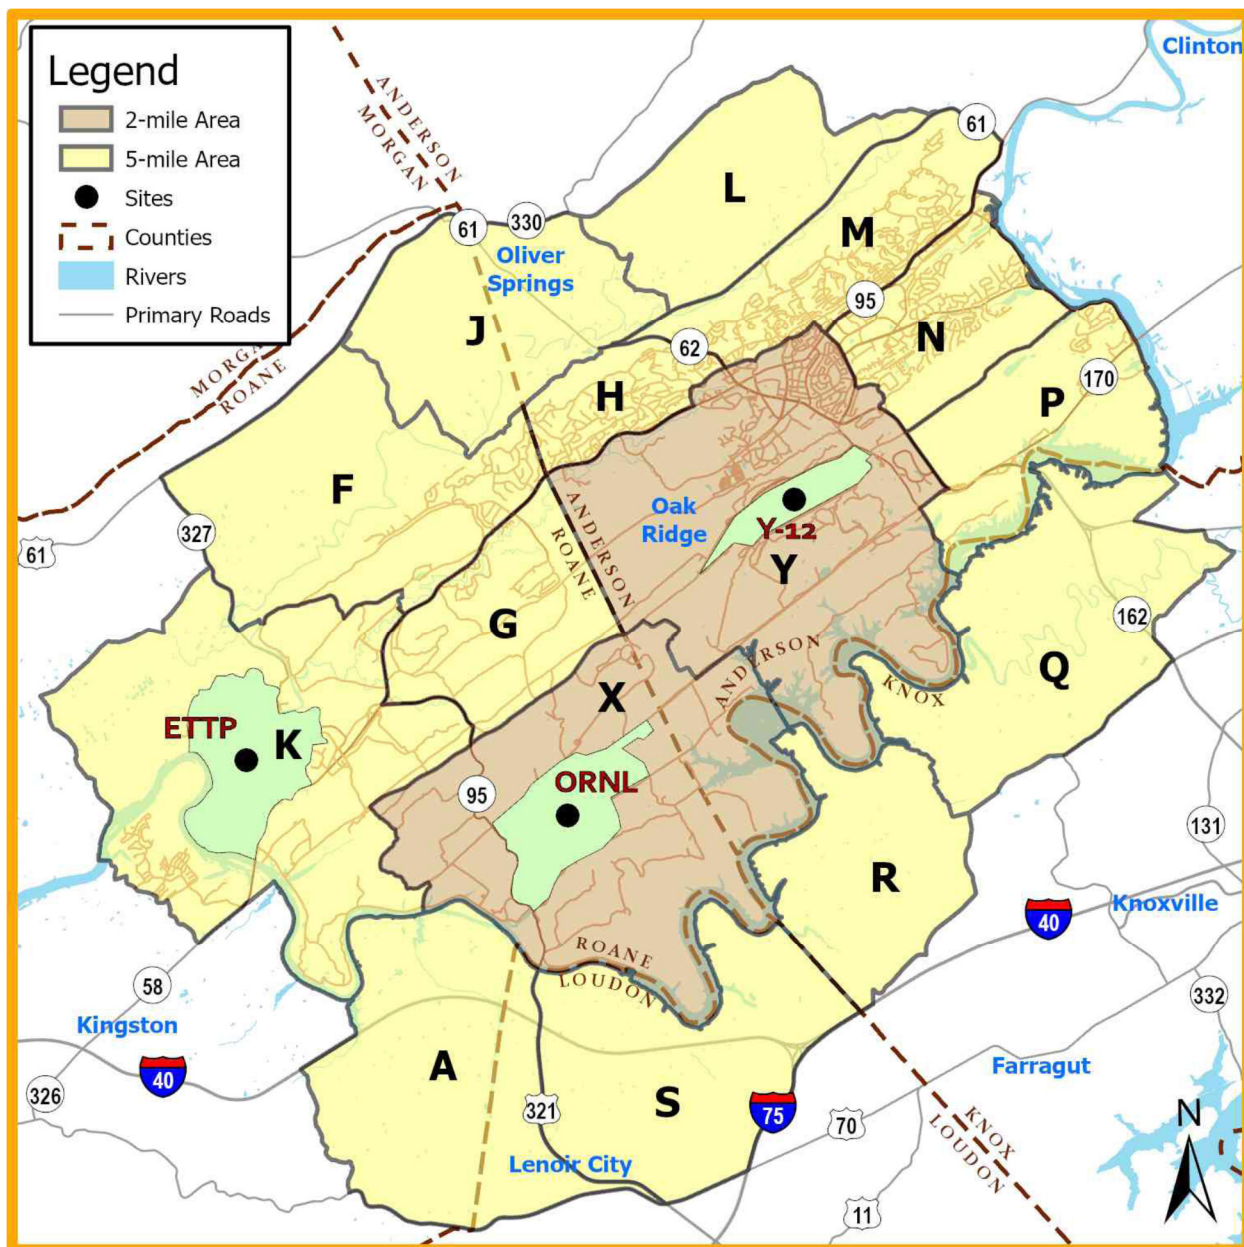 Legend
2-mile Area
5-mile Area
Sites
Counties
Rivers
Primary Roads
Clinton
ANDERSON
MORGAN
61
L
61
330
Oliver
Springs
M
95
J
62
N
MORGA
ROANE
H
170
P
F
327
61
Oak
Ridge
Y-12
Y
ANDERSON
ROANE
G
162
ANDERSON
KNOX
Q
X
ETTP
K
ORNL
95
131
R
40
Knoxville
ROANE
LOUDON
58
332
Kingston
40
326
A
S
321
75
70
Farragut
KNOX
LOUDON
N
Lenoir City
11